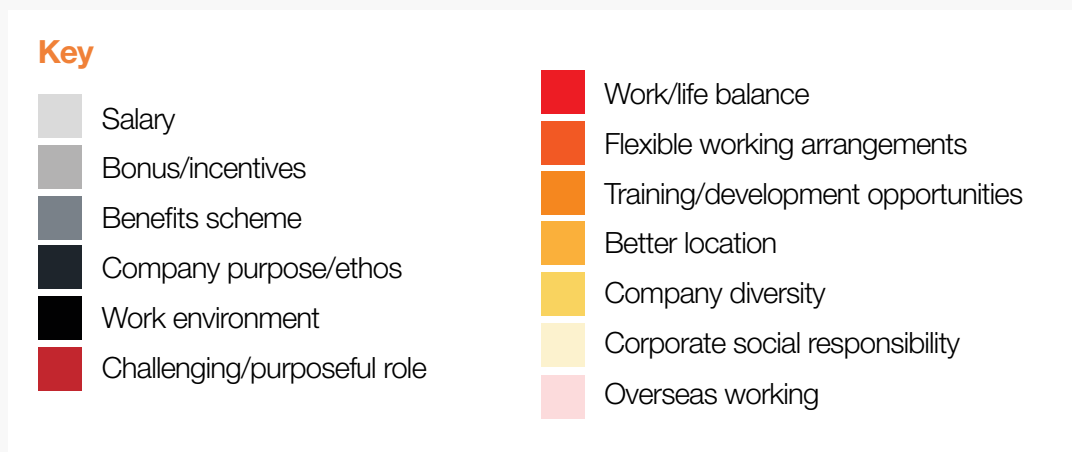 Key
Salary
Bonus/incentives
Benefits scheme
Company purpose/ethos
Work environment
Challenging/purposeful role
Work/life balance
Flexible working arrangements
Training/development opportunities
Better location
Company diversity
Corporate social responsibility
Overseas working